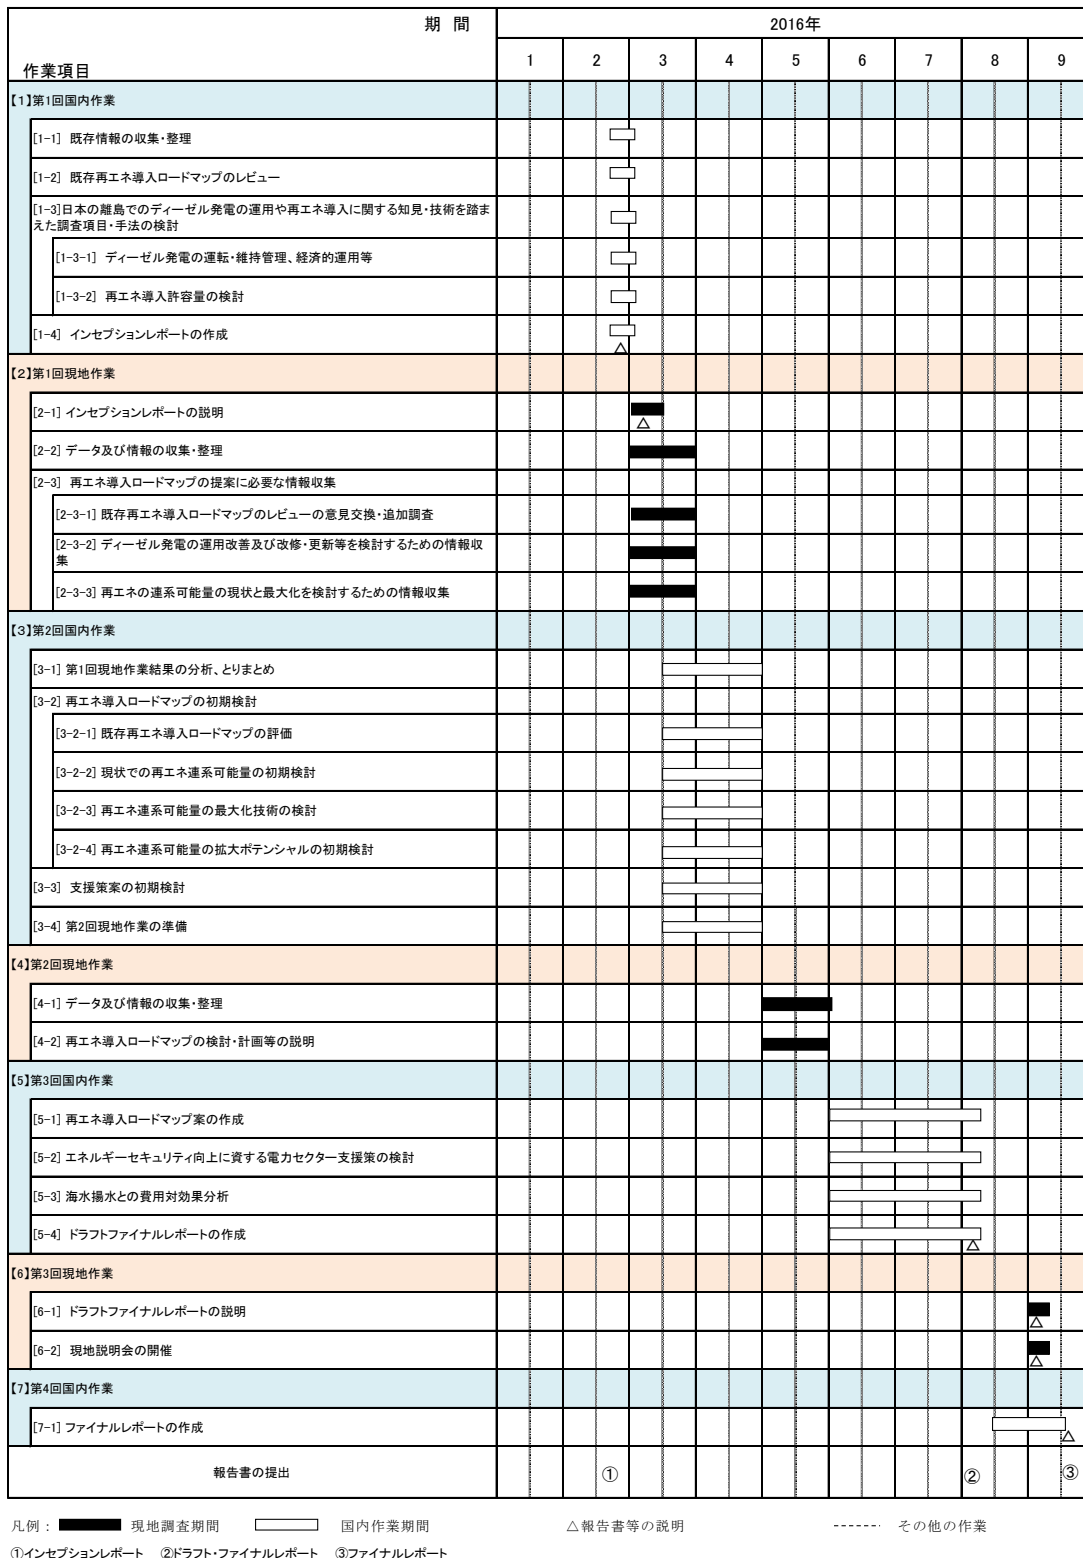 期 間
2016年
作業項目
1 2 3 4 5 6 7 8 9
【1】第1回国内作業
[1-1] 既存情報の収集・整理
[1-2] 既存再エネ導入ロードマップのレビュー
[1-3]日本の離島でのディーゼル発電の運用や再エネ導入に関する知見・技術を踏ま
えた調査項目・手法の検討
[1-3-1] ディーゼル発電の運転・維持管理、経済的運用等
[1-3-2] 再エネ導入許容量の検討
[1-4] インセプションレポートの作成
△
【2】第1回現地作業
[2-1] インセプションレポートの説明
△
[2-2] データ及び情報の収集・整理
[2-3] 再エネ導入ロードマップの提案に必要な情報収集
[2-3-1] 既存再エネ導入ロードマップのレビューの意見交換・追加調査
[2-3-2] ディーゼル発電の運用改善及び改修・更新等を検討するための情報収
集
[2-3-3] 再エネの連系可能量の現状と最大化を検討するための情報収集
【3】第2回国内作業
[3-1] 第1回現地作業結果の分析、とりまとめ
[3-2] 再エネ導入ロードマップの初期検討
[3-2-1] 既存再エネ導入ロードマップの評価
[3-2-2] 現状での再エネ連系可能量の初期検討
[3-2-3] 再エネ連系可能量の最大化技術の検討
[3-2-4] 再エネ連系可能量の拡大ポテンシャルの初期検討
[3-3] 支援策案の初期検討
[3-4] 第2回現地作業の準備
【4】第2回現地作業
[4-1] データ及び情報の収集・整理
[4-2] 再エネ導入ロードマップの検討・計画等の説明
【5】第3回国内作業
[5-1] 再エネ導入ロードマップ案の作成
[5-2] エネルギーセキュリティ向上に資する電力セクター支援策の検討
[5-3] 海水揚水との費用対効果分析
[5-4] ドラフトファイナルレポートの作成
△
【6】第3回現地作業
[6-1] ドラフトファイナルレポートの説明
△
[6-2] 現地説明会の開催
△
【7】第4回国内作業
[7-1] ファイナルレポートの作成
△
報告書の提出 ① ② ③
凡例： 現地調査期間 国内作業期間 △報告書等の説明 ------- その他の作業
①インセプションレポート ②ドラフト・ファイナルレポート ③ファイナルレポート